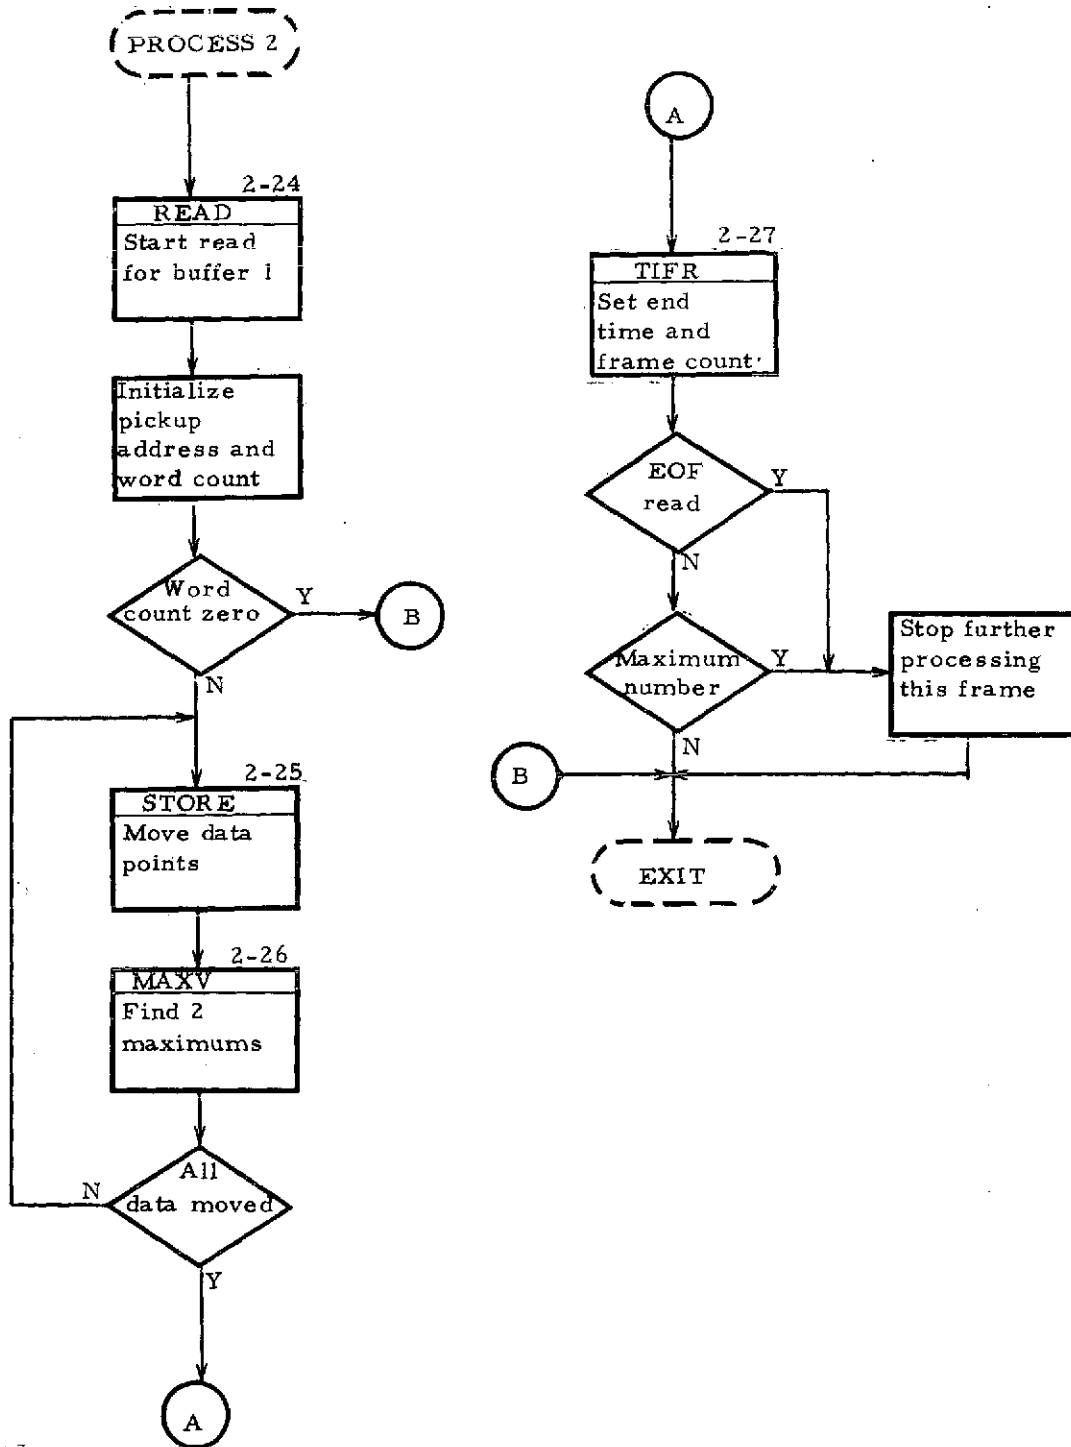 PROCESS 2
2-24
READ
Start read
for buffer 1
Initialize
pickup
address and
word count
Word
count zero
Y
B
N
2-25
STORE
Move data
points
2-26
MAXV
Find 2
maximums
All
data moved
N
Y
A
A
2-27
TIFR
Set end
time and
frame count
EOF
read
Y
N
Maximum
number
Y
Stop further
processing
this frame
N
B
EXIT